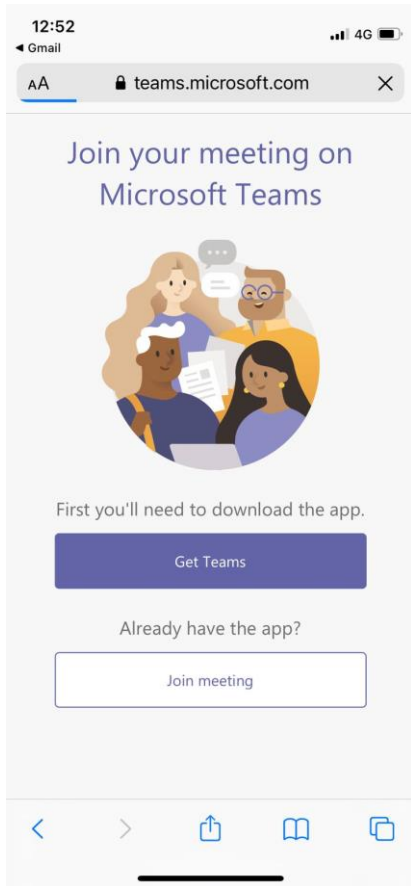 12:52
4G
Gmail
AA teams.microsoft.com
Join your meeting on
Microsoft Teams
First you'll need to download the app.
Get Teams
Already have the app?
Join meeting